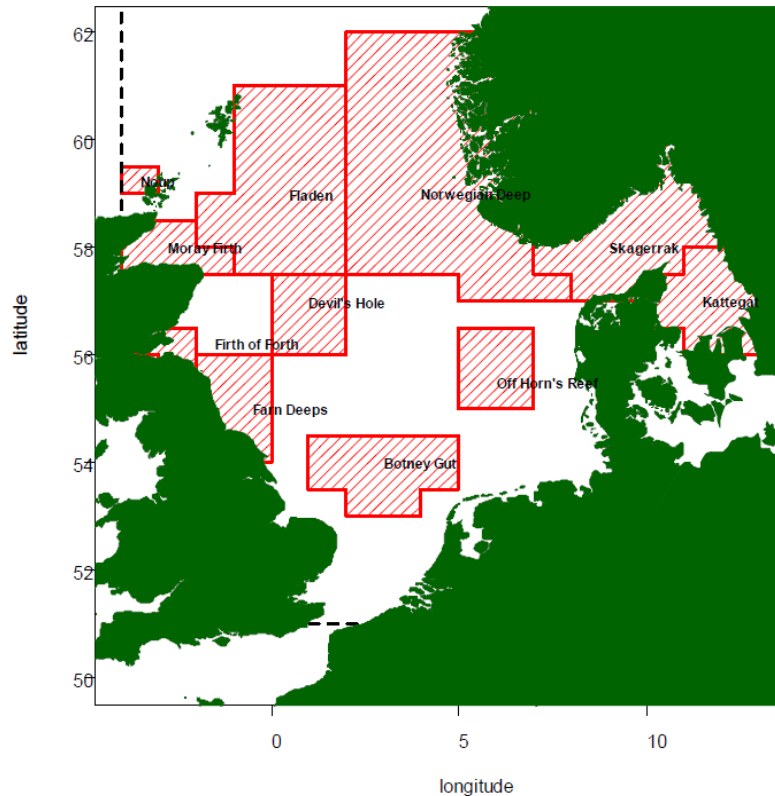 62
60
Noup
Fladen
Norwegian Deep
58
Moray Firth
Skagerrak
Devil's Hole
Kattegat
latitude
56
Firth of Forth
Off Horn's Reef
Farn Deeps
54
Botney Gut
52
50
0
5
10
longitude